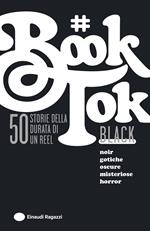 #
Book
Tok
50
STORIE DELLA
DURATA DI
UN REEL
BLACK
noir
gotiche
oscure
misteriose
horror
Einaudi Ragazzi